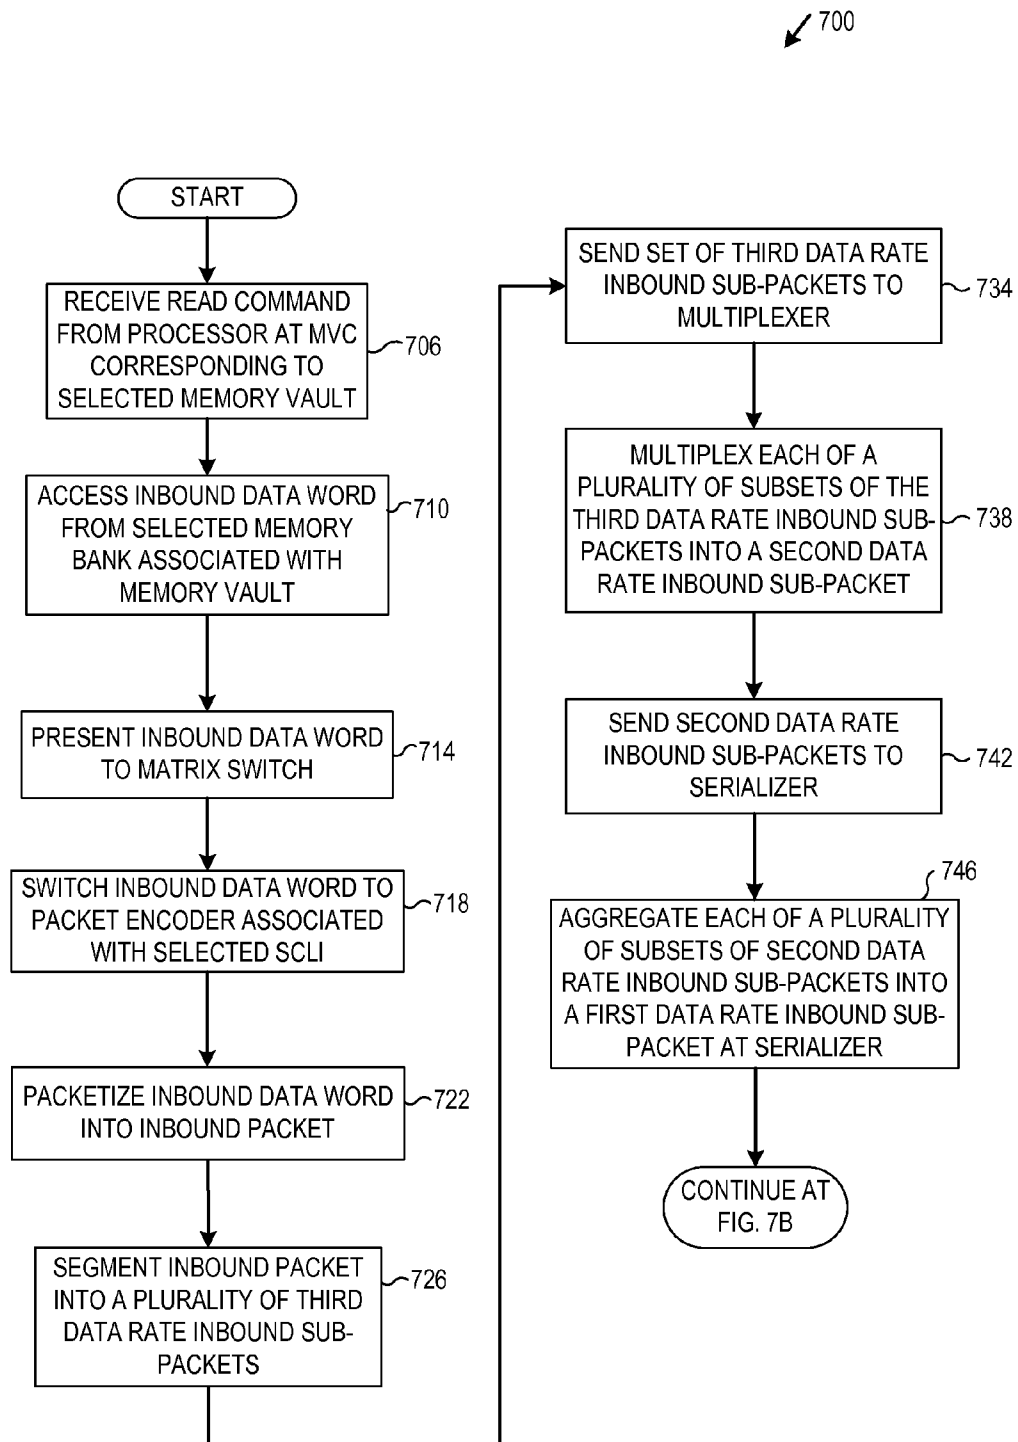 700
START
RECEIVE READ COMMAND
FROM PROCESSOR AT MVC
CORRESPONDING TO
SELECTED MEMORY VAULT
706
ACCESS INBOUND DATA WORD
FROM SELECTED MEMORY
BANK ASSOCIATED WITH
MEMORY VAULT
710
PRESENT INBOUND DATA WORD
TO MATRIX SWITCH
714
SWITCH INBOUND DATA WORD TO
PACKET ENCODER ASSOCIATED
WITH SELECTED SCLI
718
PACKETIZE INBOUND DATA WORD
INTO INBOUND PACKET
722
SEGMENT INBOUND PACKET
INTO A PLURALITY OF THIRD
DATA RATE INBOUND SUB-
PACKETS
726
SEND SET OF THIRD DATA RATE
INBOUND SUB-PACKETS TO
MULTIPLEXER
734
MULTIPLEX EACH OF A
PLURALITY OF SUBSETS OF THE
THIRD DATA RATE INBOUND SUB-
PACKETS INTO A SECOND DATA
RATE INBOUND SUB-PACKET
738
SEND SECOND DATA RATE
INBOUND SUB-PACKETS TO
SERIALIZER
742
746
AGGREGATE EACH OF A PLURALITY
OF SUBSETS OF SECOND DATA
RATE INBOUND SUB-PACKETS INTO
A FIRST DATA RATE INBOUND SUB-
PACKET AT SERIALIZER
CONTINUE AT
FIG. 7B